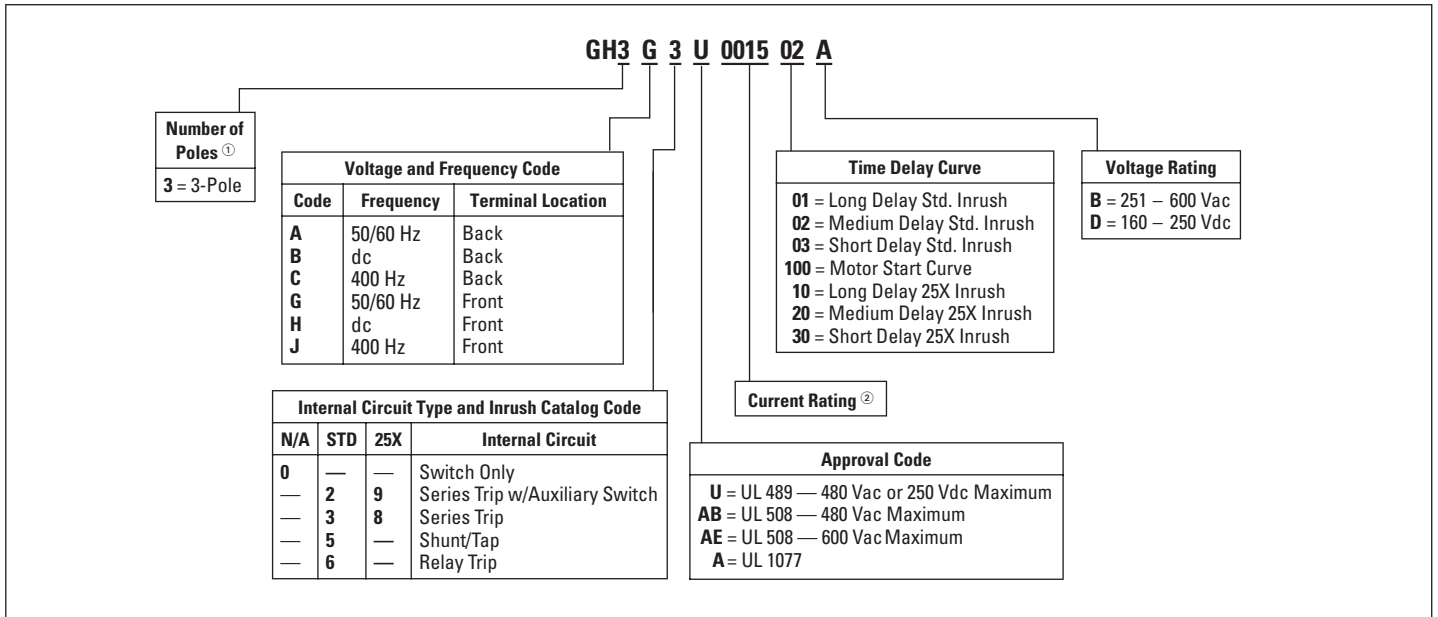 GH3 G 3 U 0015 02 A
Number of
Poles ①
3 = 3-Pole
Voltage and Frequency Code
Code Frequency Terminal Location
A 50/60 Hz Back
B dc Back
C 400 Hz Back
G 50/60 Hz Front
H dc Front
J 400 Hz Front
Time Delay Curve
01 = Long Delay Std. Inrush
02 = Medium Delay Std. Inrush
03 = Short Delay Std. Inrush
100 = Motor Start Curve
10 = Long Delay 25X Inrush
20 = Medium Delay 25X Inrush
30 = Short Delay 25X Inrush
Voltage Rating
B = 251 – 600 Vac
D = 160 – 250 Vdc
Internal Circuit Type and Inrush Catalog Code
N/A STD 25X Internal Circuit
0 — — Switch Only
— 2 9 Series Trip w/Auxiliary Switch
— 3 8 Series Trip
— 5 — Shunt/Tap
— 6 — Relay Trip
Current Rating ②
Approval Code
U = UL 489 — 480 Vac or 250 Vdc Maximum
AB = UL 508 — 480 Vac Maximum
AE = UL 508 — 600 Vac Maximum
A = UL 1077